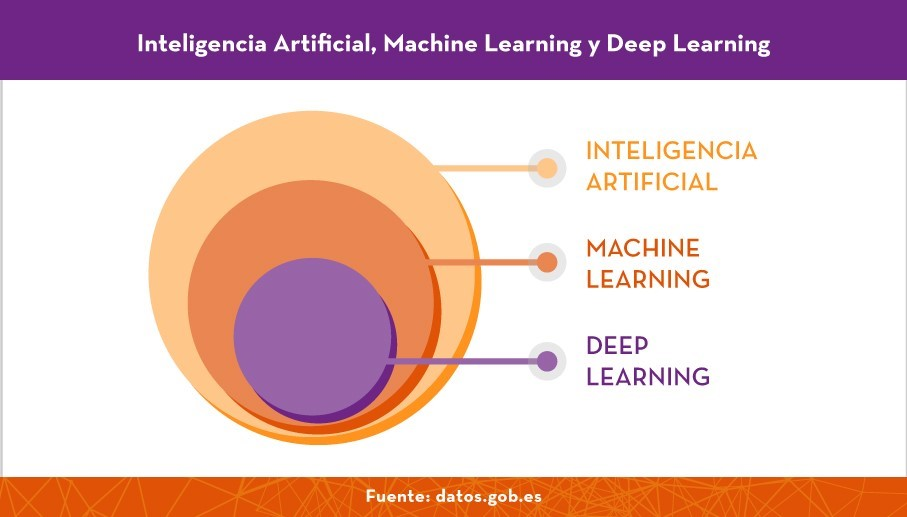 Inteligencia Artificial, Machine Learning y Deep Learning
INTELIGENCIA
ARTIFICIAL
MACHINE
LEARNING
DEEP
LEARNING
Fuente: datos.gob.es